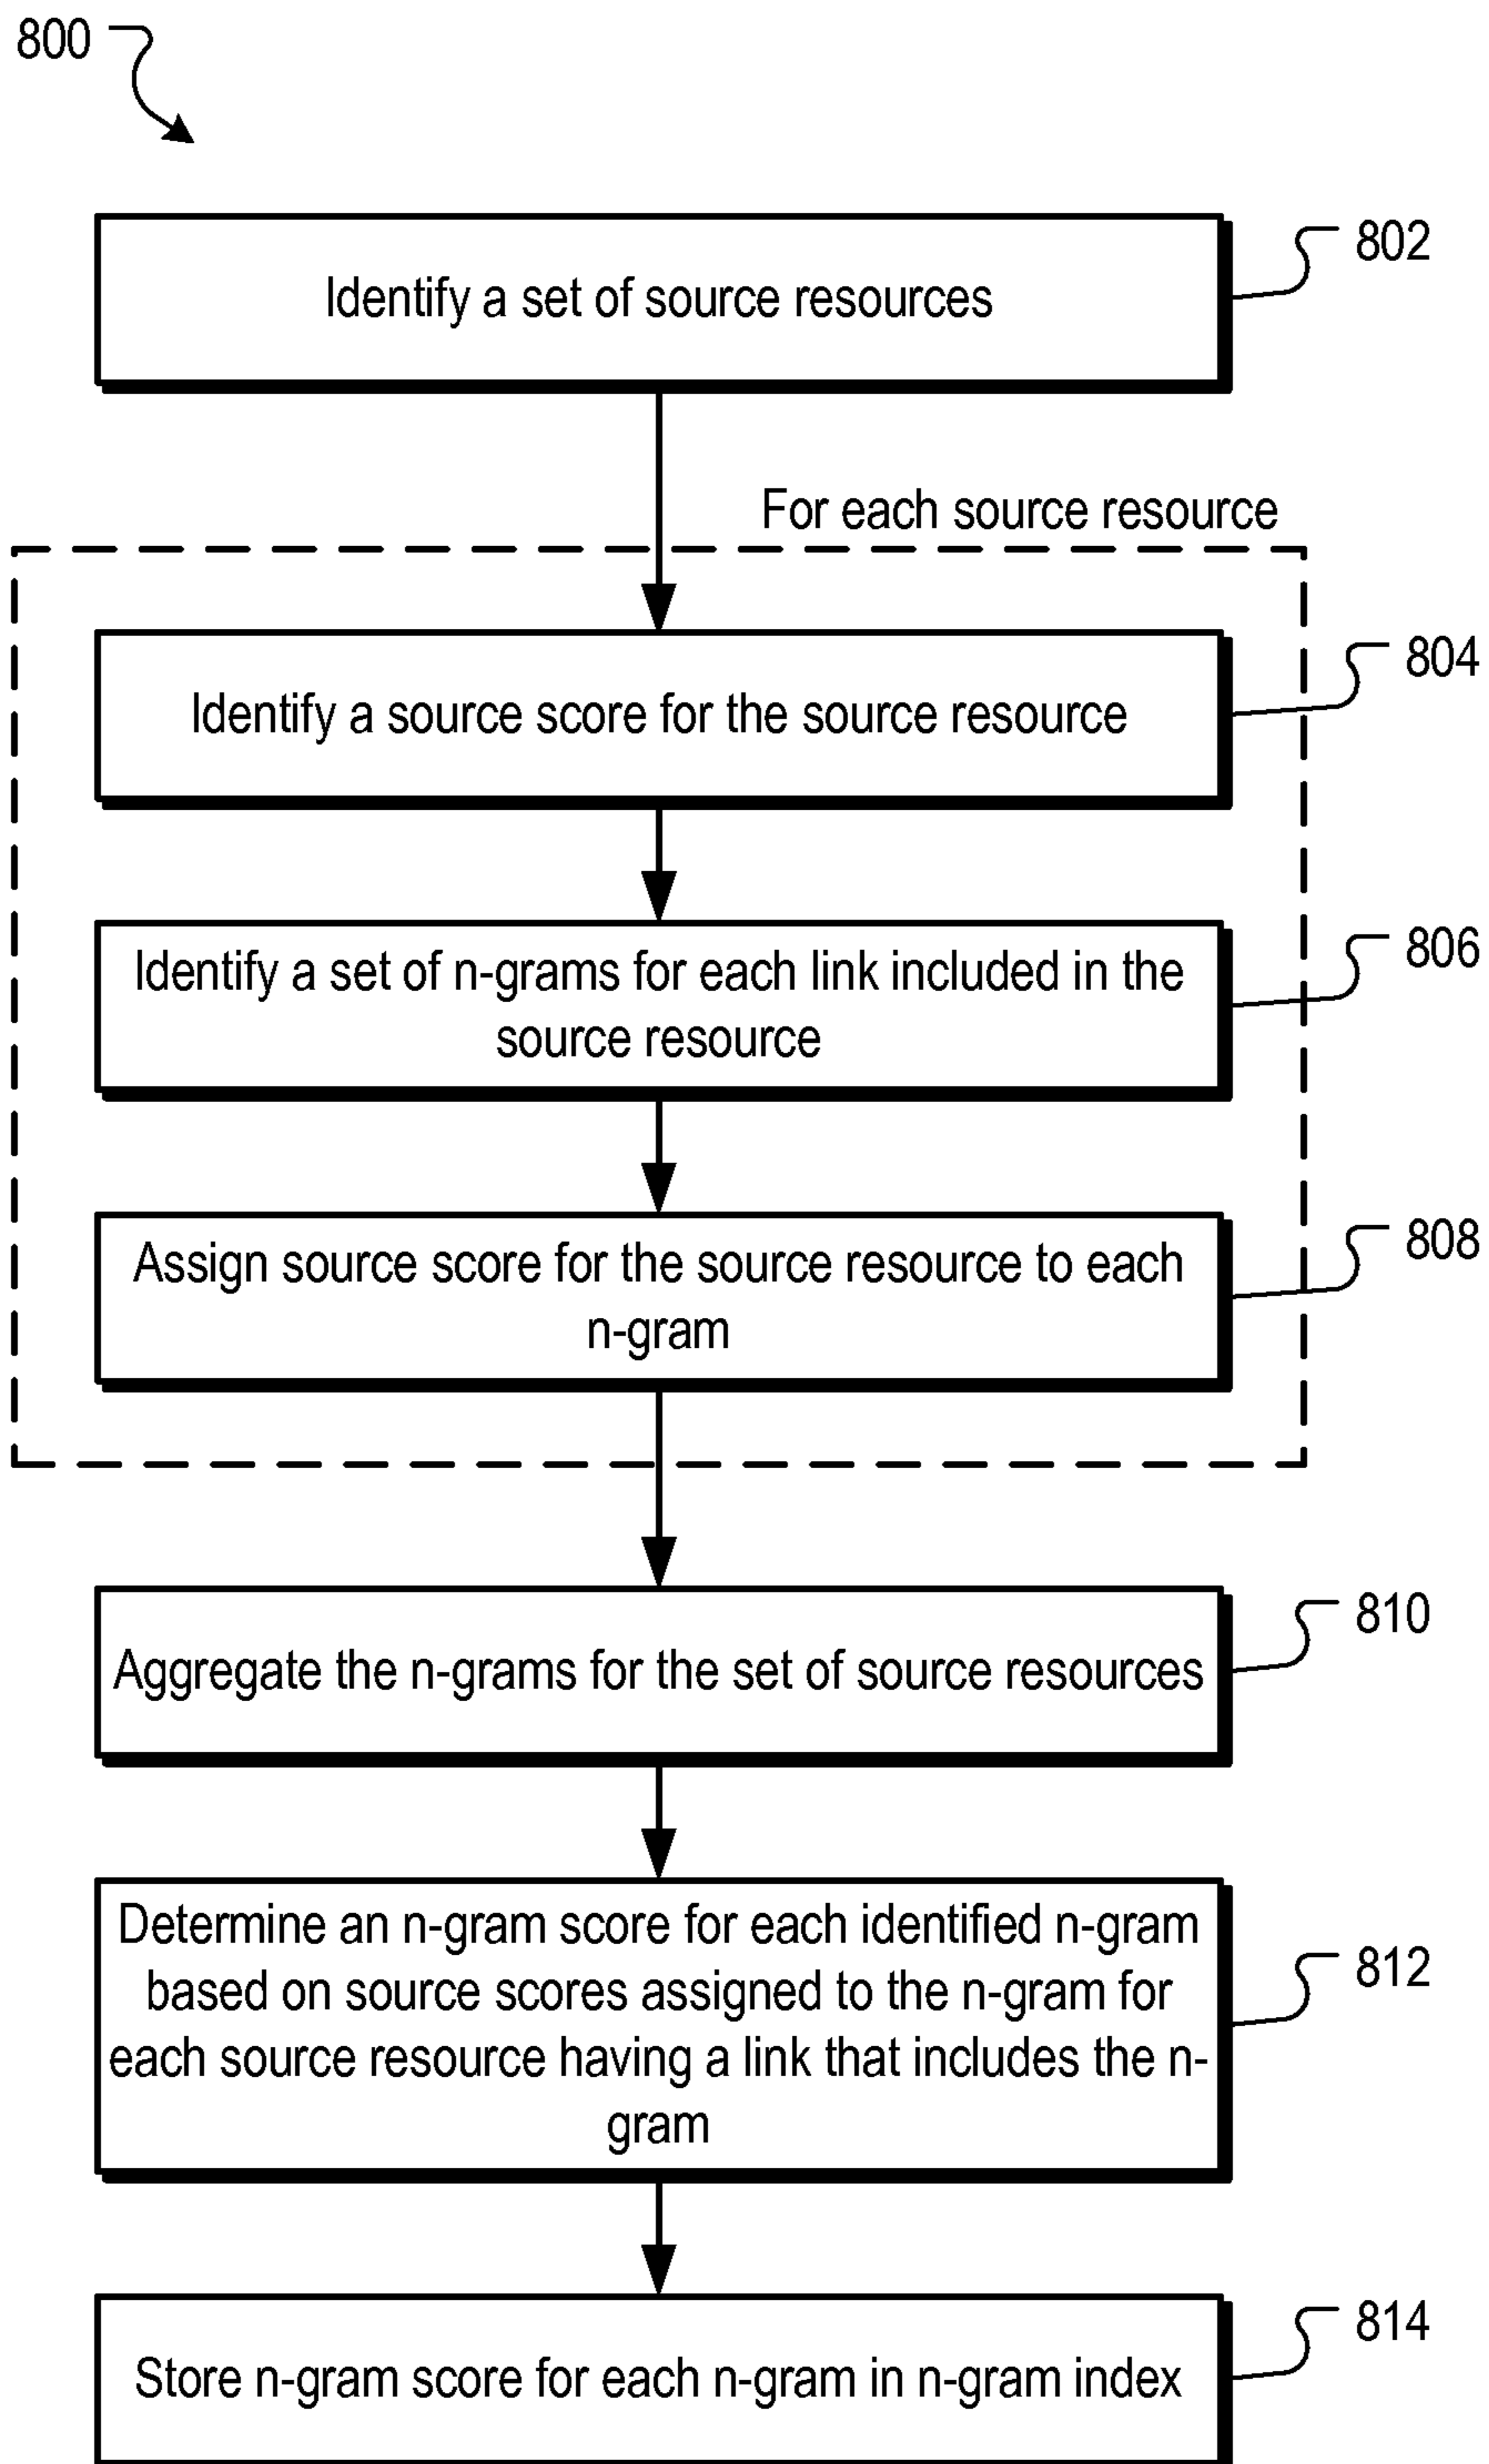 800
802
Identify a set of source resources
For each source resource
804
Identify a source score for the source resource
806
Identify a set of n-grams for each link included in the
source resource
808
Assign source score for the source resource to each
n-gram
810
Aggregate the n-grams for the set of source resources
Determine an n-gram score for each identified n-gram
812
based on source scores assigned to the n-gram for
each source resource having a link that includes the n-
gram
814
Store n-gram score for each n-gram in n-gram index